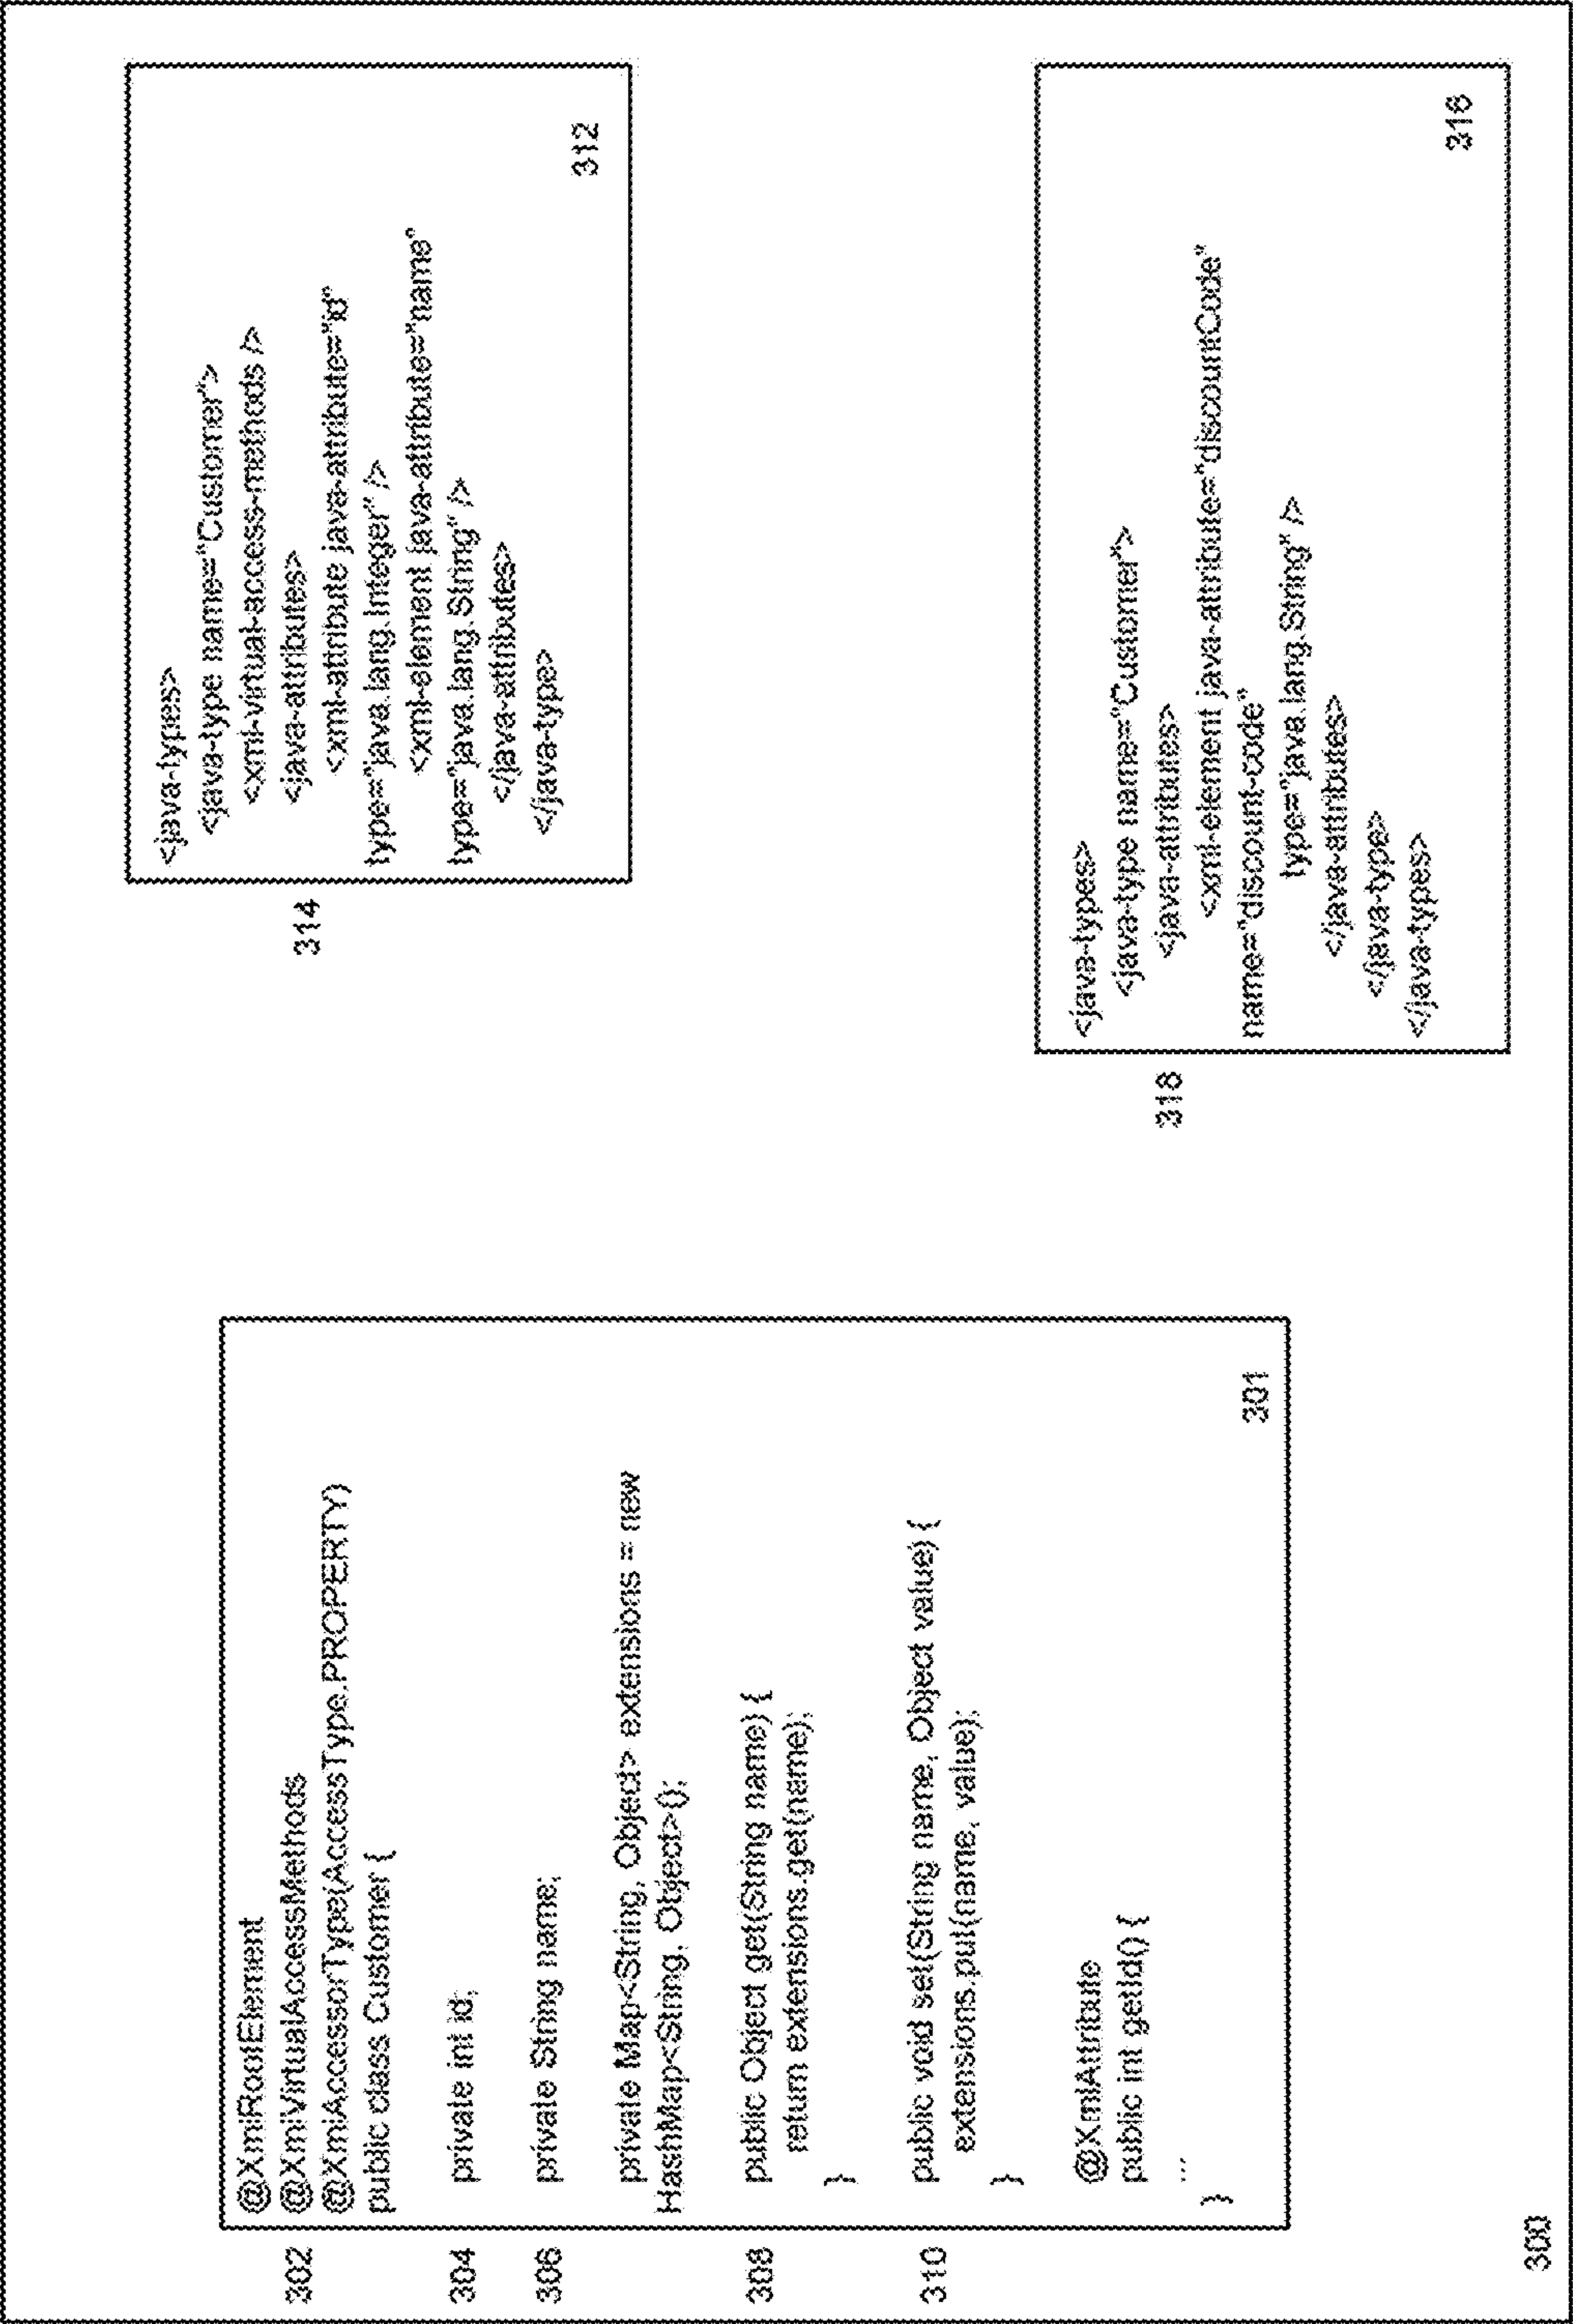 @XmlRootElement
302 @XmlVirtualAccessMethods
@XmlAccessorType(AccessType.PROPERTY)
public class Customer {
304 private int id;
306 private String name;
private Map<String, Object> extensions = new
HashMap<String, Object>();
308 public Object get(String name) {
return extensions.get(name);
}
310 public void set(String name, Object value) {
extensions.put(name, value);
}
@XmlAttribute
public int getId() {
...
}
301
<java-types>
<java-type name="Customer">
<xml-virtual-access-methods />
314 <java-attributes>
<xml-attribute java-attribute="id"
type="java.lang.Integer" />
<xml-element java-attribute="name"
type="java.lang.String" />
</java-attributes>
</java-type>
312
<java-types>
<java-type name="Customer">
318 <java-attributes>
<xml-element java-attribute="discountCode"
name="discount-code"
type="java.lang.String" />
</java-attributes>
</java-type>
</java-types>
316
300